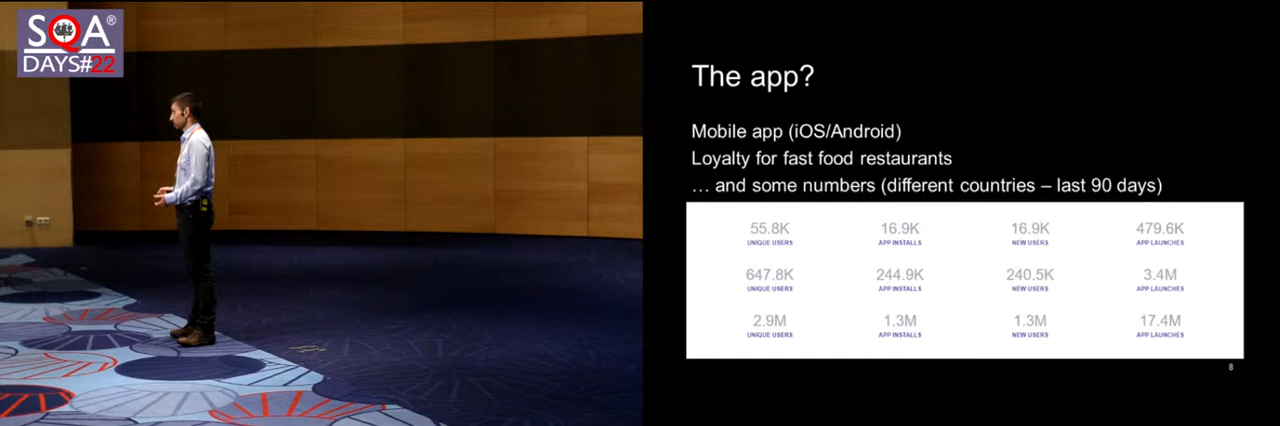 SQA®
DAYS#22
The app?
Mobile app (iOS/Android)
Loyalty for fast food restaurants
… and some numbers (different countries – last 90 days)
55.8K 16.9K 16.9K 479.6K
UNIQUE USERS APP INSTALLS NEW USERS APP LAUNCHES
647.8K 244.9K 240.5K 3.4M
UNIQUE USERS APP INSTALLS NEW USERS APP LAUNCHES
2.9M 1.3M 1.3M 17.4M
UNIQUE USERS APP INSTALLS NEW USERS APP LAUNCHES
8